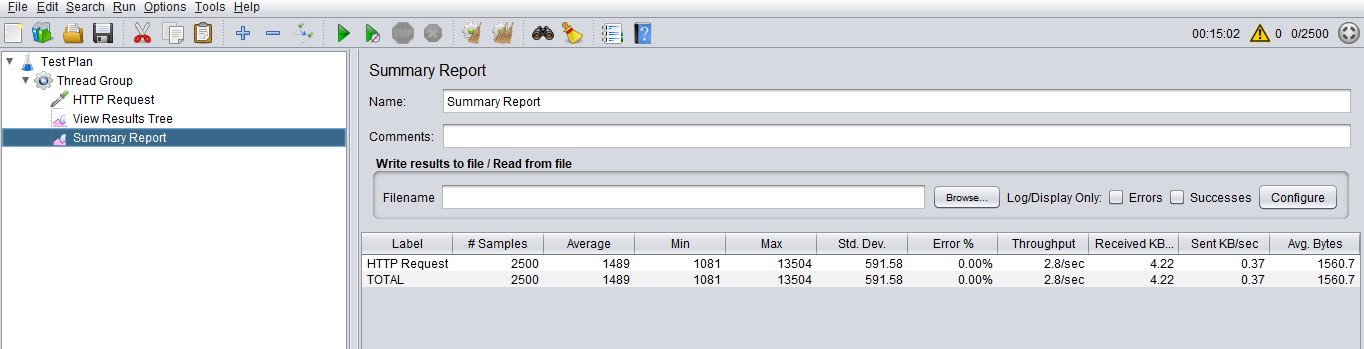 File Edit Search Run Options Tools Help
STOP 00:15:02 0 0/2500
Test Plan
Thread Group
HTTP Request
View Results Tree
Summary Report
Summary Report
Name: Summary Report
Comments:
Write results to file / Read from file
Filename Browse... Log/Display Only: Errors Successes Configure
Label # Samples Average Min Max Std. Dev. Error % Throughput Received KB... Sent KB/sec Avg. Bytes
HTTP Request 2500 1489 1081 13504 591.58 0.00% 2.8/sec 4.22 0.37 1560.7
TOTAL 2500 1489 1081 13504 591.58 0.00% 2.8/sec 4.22 0.37 1560.7